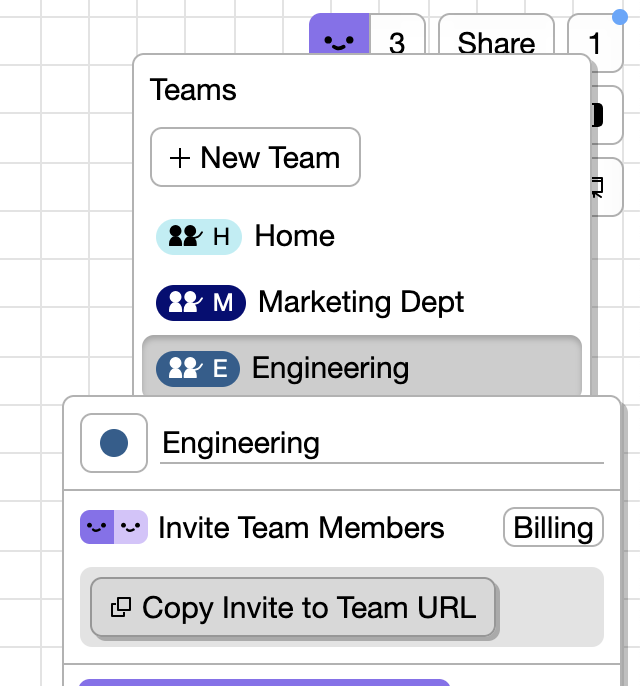 3 Share 1
Teams
+ New Team
H Home
M Marketing Dept
E Engineering
Engineering
Invite Team Members Billing
Copy Invite to Team URL